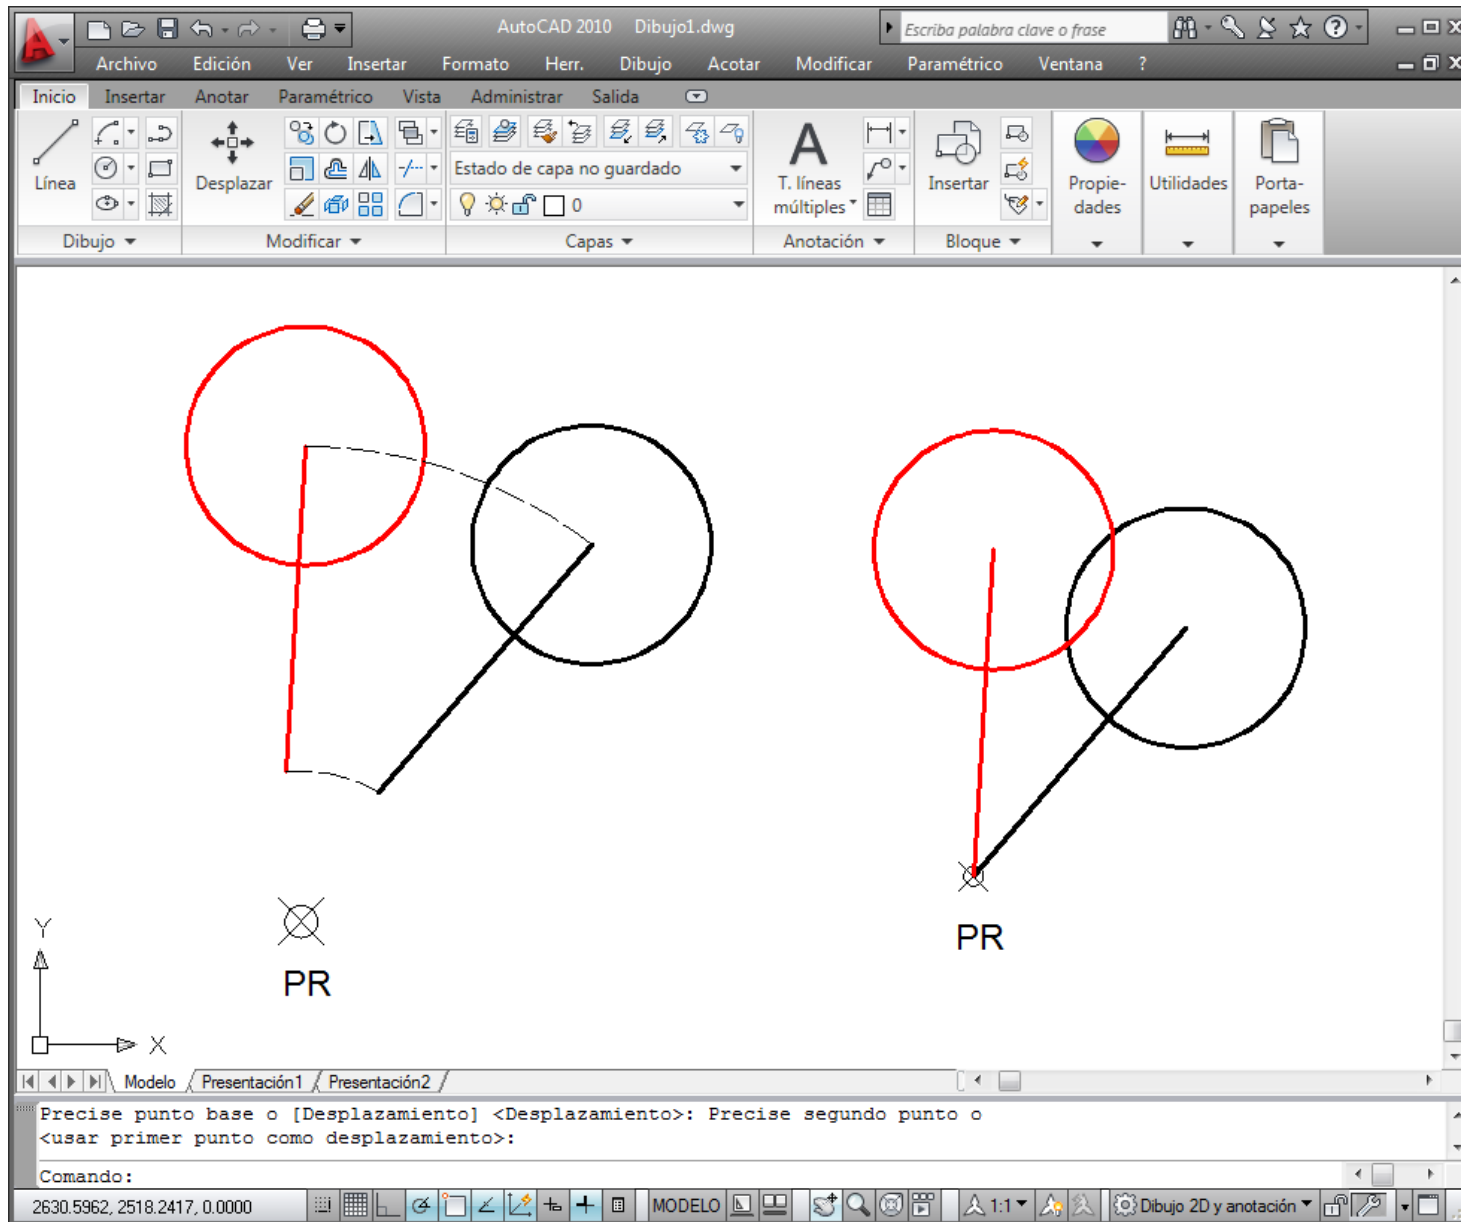 AutoCAD 2010 Dibujo1.dwg Escriba palabra clave o frase
Archivo Edición Ver Insertar Formato Herr. Dibujo Acotar Modificar Paramétrico Ventana ?
Inicio Insertar Anotar Paramétrico Vista Administrar Salida
Línea Desplazar Estado de capa no guardado T. líneas múltiples Insertar Propie- dades Utilidades Porta- papeles
0
Dibujo Modificar Capas Anotación Bloque
PR
PR
Y
X
Modelo Presentación1 Presentación2
Precise punto base o [Desplazamiento] <Desplazamiento>: Precise segundo punto o
<usar primer punto como desplazamiento>:
Comando:
2630.5962, 2518.2417, 0.0000 MODELO 1:1 Dibujo 2D y anotación